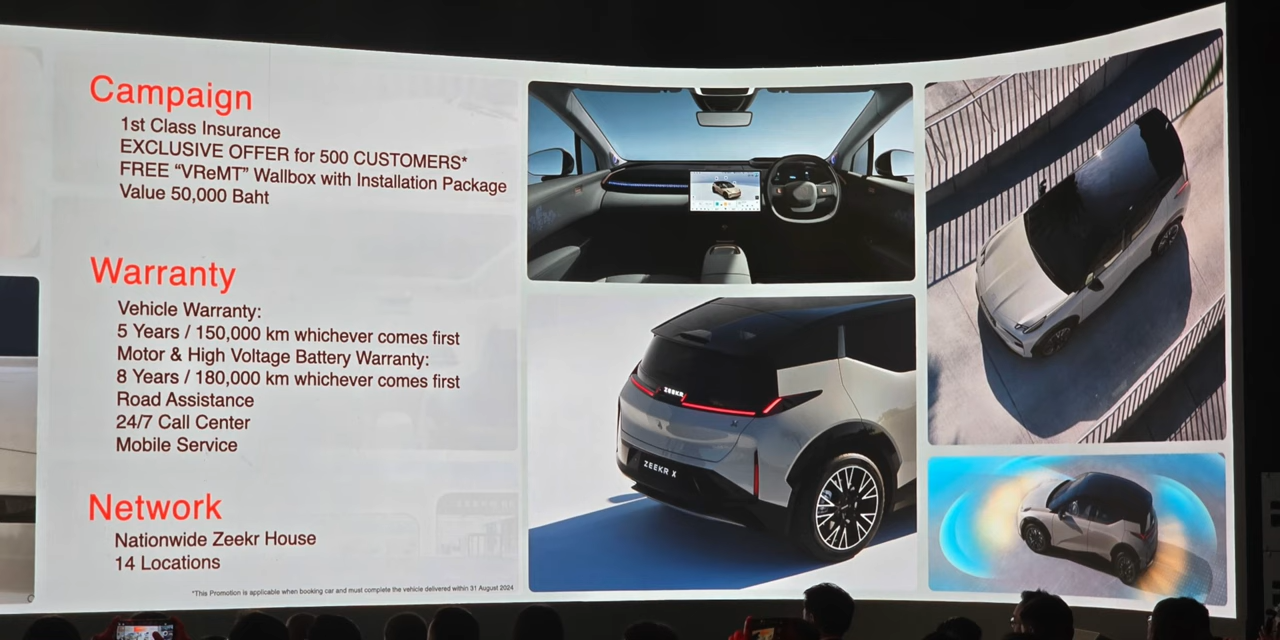 Campaign
1st Class Insurance
EXCLUSIVE OFFER for 500 CUSTOMERS*
FREE “VReMT” Wallbox with Installation Package
Value 50,000 Baht
Warranty
Vehicle Warranty:
5 Years / 150,000 km whichever comes first
Motor & High Voltage Battery Warranty:
8 Years / 180,000 km whichever comes first
Road Assistance
24/7 Call Center
Mobile Service
Network
Nationwide Zeekr House
14 Locations
*This Promotion is applicable when booking car and must complete the vehicle delivered within 31 August 2024
ZEEKR
ZEEKR X